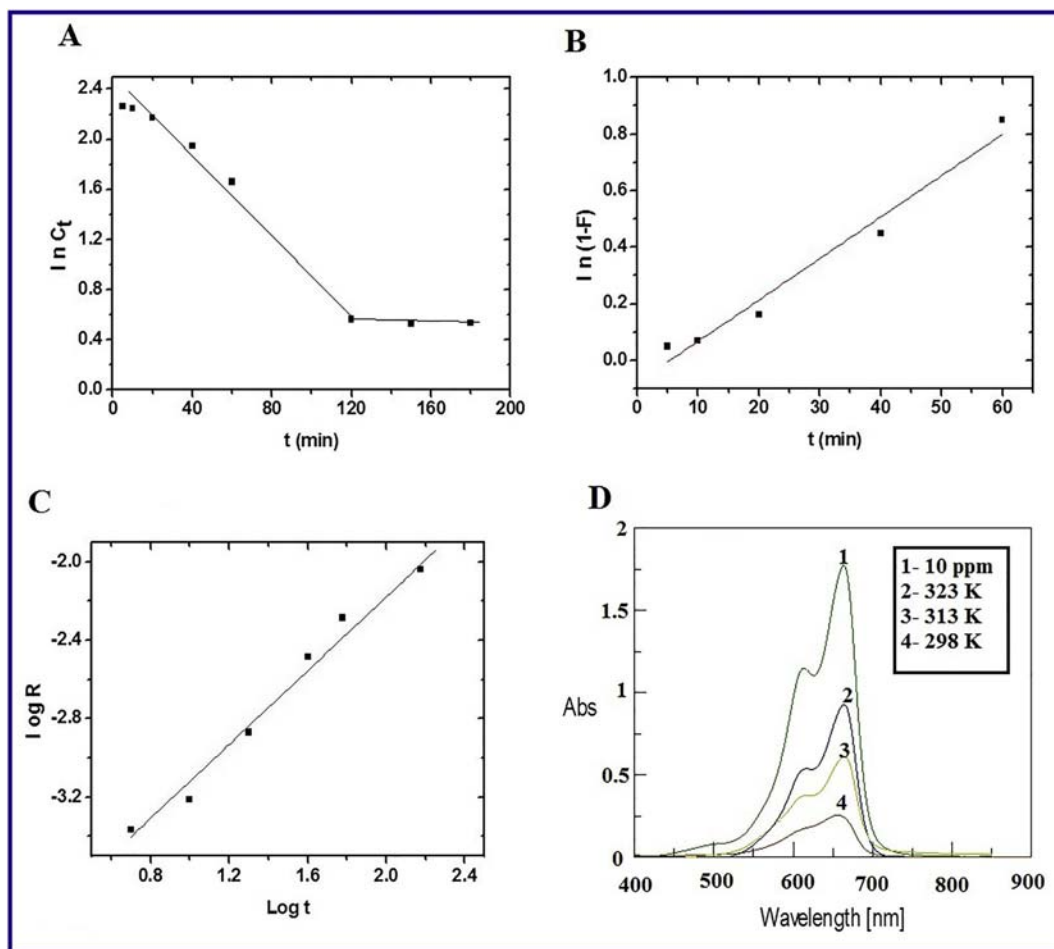 A
2.4
2.0
1.6
1.2
0.8
0.4
0.0
l n Ct
0 40 80 120 160 200
t (min)
B
1.0
0.8
0.6
0.4
0.2
0.0
l n (1-F)
0 10 20 30 40 50 60
t (min)
C
-2.0
-2.4
-2.8
-3.2
l og R
0.8 1.2 1.6 2.0 2.4
Log t
D
2
1.5
1
0.5
0
Abs
1
2
3
4
1- 10 ppm
2- 323 K
3- 313 K
4- 298 K
400 500 600 700 800 900
Wavelength [nm]